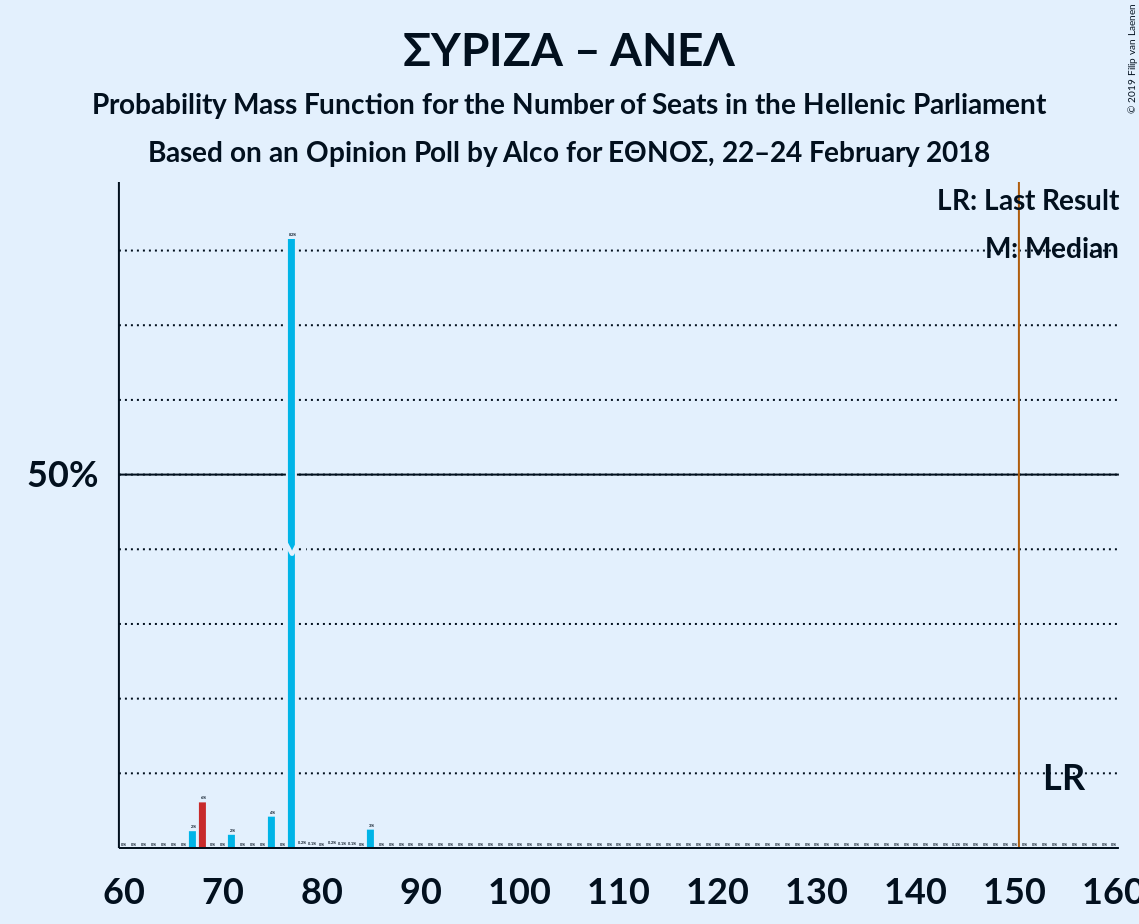 ΣΥΡΙΖΑ – ΑΝΕΛ
Probability Mass Function for the Number of Seats in the Hellenic Parliament
Based on an Opinion Poll by Alco for ΕΘΝΟΣ, 22–24 February 2018
© 2019 Filip van Laenen
LR: Last Result
M: Median
50%
M
LR
60 70 80 90 100 110 120 130 140 150 160